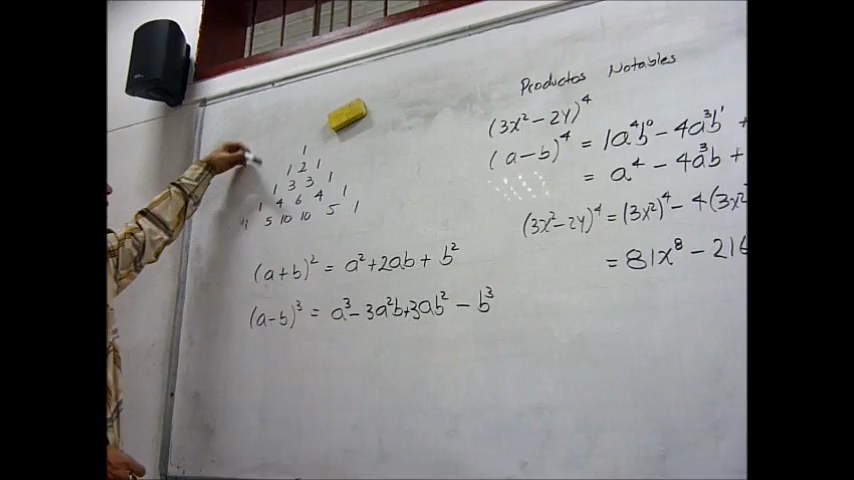 Productos Notables
1
1 2 1
1 3 3 1
1 4 6 4 1
1 5 10 10 5 1
(a+b)² = a²+2ab+b²
(a-b)³ = a³-3a²b+3ab²-b³
(3x²-2y)⁴
(a-b)⁴ = 1a⁴b⁰-4a³b¹+
= a⁴-4a³b+
(3x²-2y)⁴ = (3x²)⁴-4(3x²
= 81x⁸-216